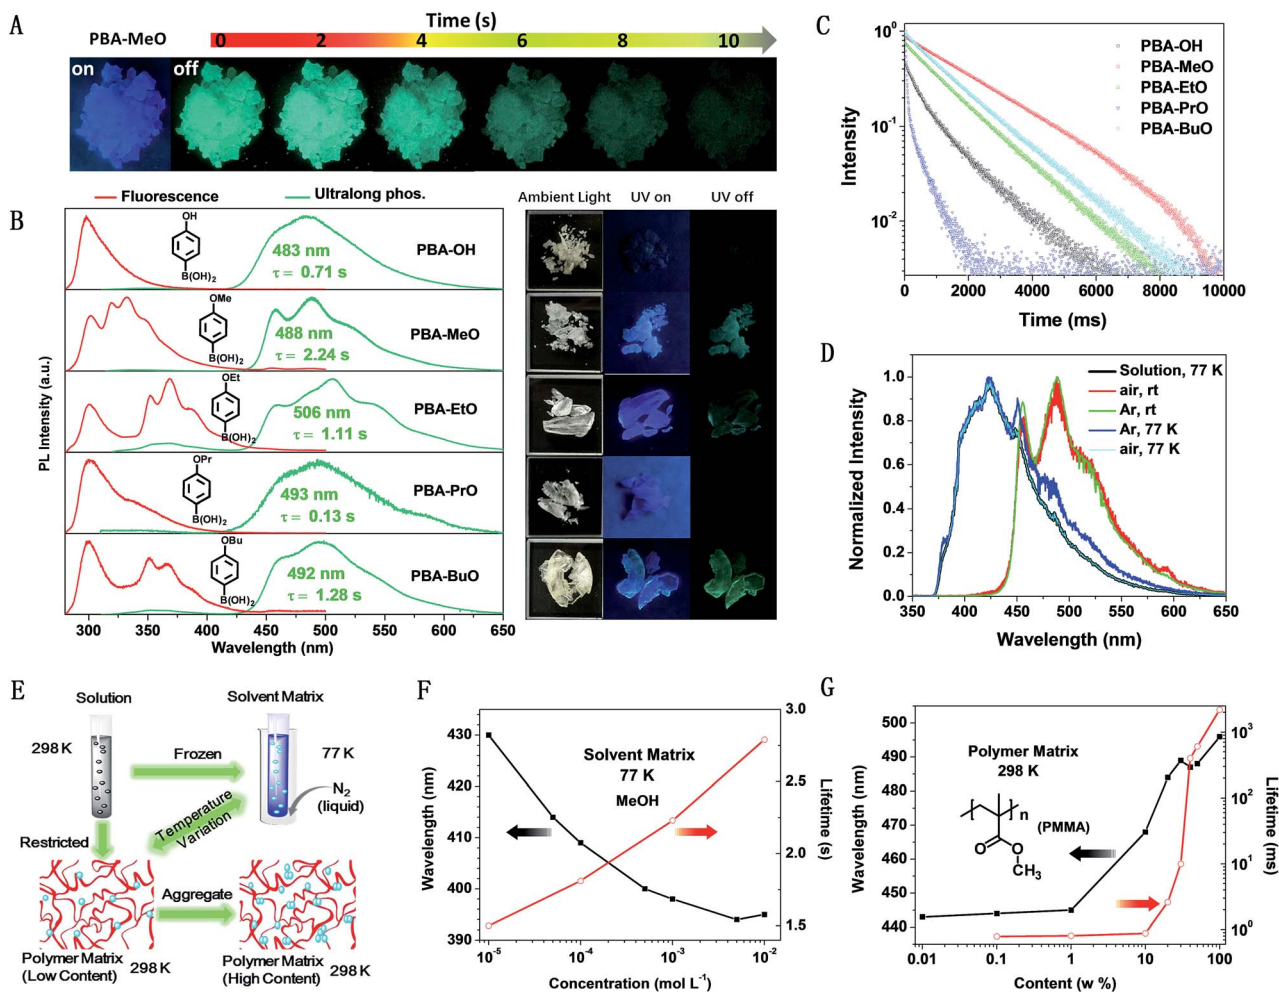 A
PBA-MeO
Time (s)
0 2 4 6 8 10
on
off
B
Fluorescence
Ultralong phos.
OH
B(OH)2
483 nm
τ = 0.71 s
PBA-OH
OMe
B(OH)2
488 nm
τ = 2.24 s
PBA-MeO
OEt
B(OH)2
506 nm
τ = 1.11 s
PBA-EtO
OPr
B(OH)2
493 nm
τ = 0.13 s
PBA-PrO
OBu
B(OH)2
492 nm
τ = 1.28 s
PBA-BuO
PL Intensity (a.u.)
300 350 400 450 500 550 600 650
Wavelength (nm)
Ambient Light UV on UV off
C
10^0
10^-1
10^-2
Intensity
PBA-OH
PBA-MeO
PBA-EtO
PBA-PrO
PBA-BuO
0 2000 4000 6000 8000 10000
Time (ms)
D
1.0
0.8
0.6
0.4
0.2
0.0
Normalized Intensity
Solution, 77 K
air, rt
Ar, rt
Ar, 77 K
air, 77 K
350 400 450 500 550 600 650
Wavelength (nm)
E
Solution
Solvent Matrix
298 K
Frozen
77 K
N2
(liquid)
Temperature
Variation
Restricted
Aggregate
Polymer Matrix
(Low Content)
298 K
Polymer Matrix
(High Content)
298 K
F
430
420
410
400
390
Wavelength (nm)
Solvent Matrix
77 K
MeOH
3.0
2.5
2.0
1.5
Lifetime (s)
10^-5 10^-4 10^-3 10^-2
Concentration (mol L^-1)
G
500
490
480
470
460
450
440
Wavelength (nm)
Polymer Matrix
298 K
n
(PMMA)
O
O
CH3
10^3
10^2
10^1
10^0
Lifetime (ms)
0.01 0.1 1 10 100
Content (w %)